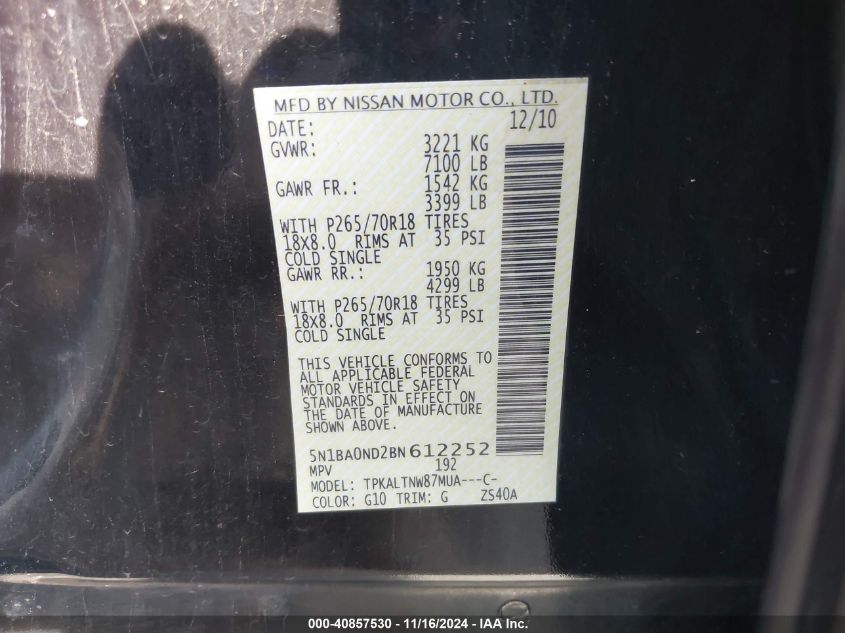 MFD BY NISSAN MOTOR CO., LTD.
DATE: 12/10
GVWR: 3221 KG
7100 LB
GAWR FR.: 1542 KG
3399 LB
WITH P265/70R18 TIRES
18X8.0 RIMS AT 35 PSI
COLD SINGLE
GAWR RR.: 1950 KG
4299 LB
WITH P265/70R18 TIRES
18X8.0 RIMS AT 35 PSI
COLD SINGLE
THIS VEHICLE CONFORMS TO
ALL APPLICABLE FEDERAL
MOTOR VEHICLE SAFETY
STANDARDS IN EFFECT ON
THE DATE OF MANUFACTURE
SHOWN ABOVE.
5N1BA0ND2BN612252
MPV 192
MODEL: TPKALTNW87MUA---C-
COLOR: G10 TRIM: G ZS40A
000-40857530 - 11/16/2024 - IAA Inc.